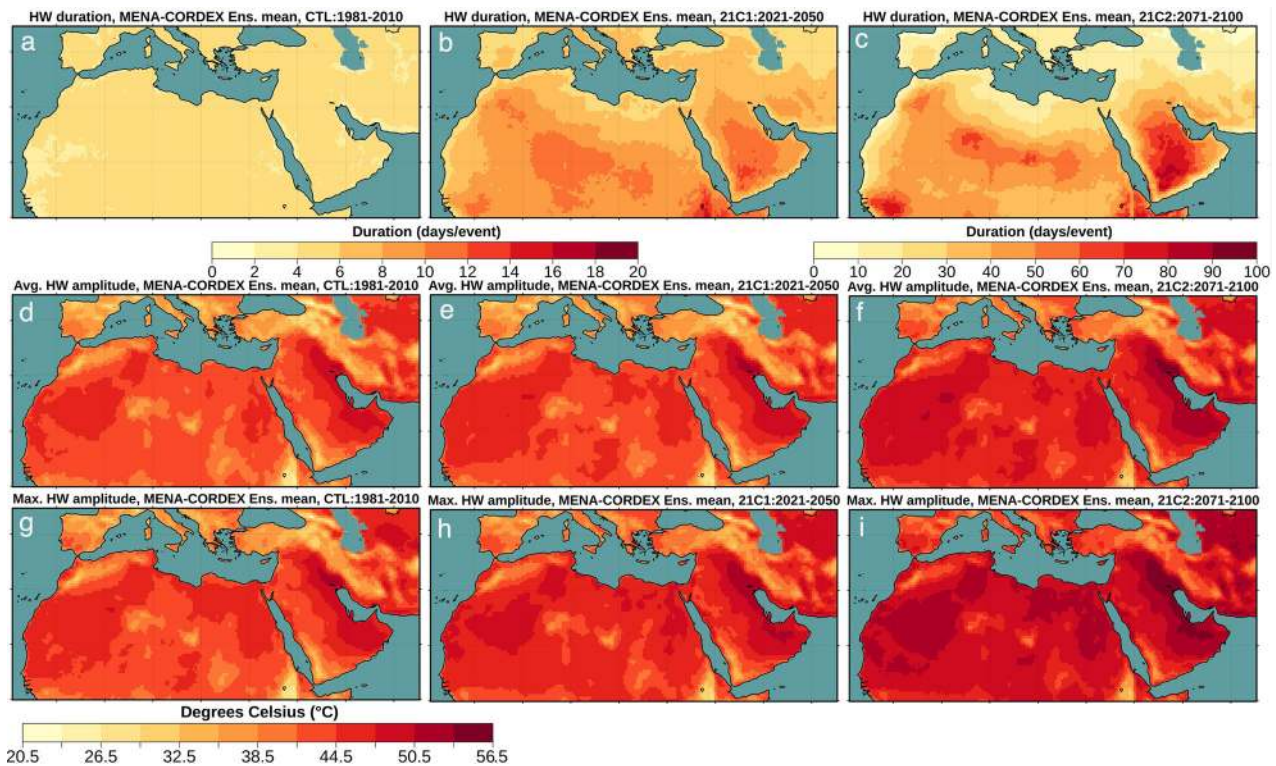 HW duration, MENA-CORDEX Ens. mean, CTL:1981-2010
HW duration, MENA-CORDEX Ens. mean, 21C1:2021-2050
HW duration, MENA-CORDEX Ens. mean, 21C2:2071-2100
a
b
c
Duration (days/event)
0 2 4 6 8 10 12 14 16 18 20
Duration (days/event)
0 10 20 30 40 50 60 70 80 90 100
Avg. HW amplitude, MENA-CORDEX Ens. mean, CTL:1981-2010
Avg. HW amplitude, MENA-CORDEX Ens. mean, 21C1:2021-2050
Avg. HW amplitude, MENA-CORDEX Ens. mean, 21C2:2071-2100
d
e
f
Max. HW amplitude, MENA-CORDEX Ens. mean, CTL:1981-2010
Max. HW amplitude, MENA-CORDEX Ens. mean, 21C1:2021-2050
Max. HW amplitude, MENA-CORDEX Ens. mean, 21C2:2071-2100
g
h
i
Degrees Celsius (°C)
20.5 26.5 32.5 38.5 44.5 50.5 56.5